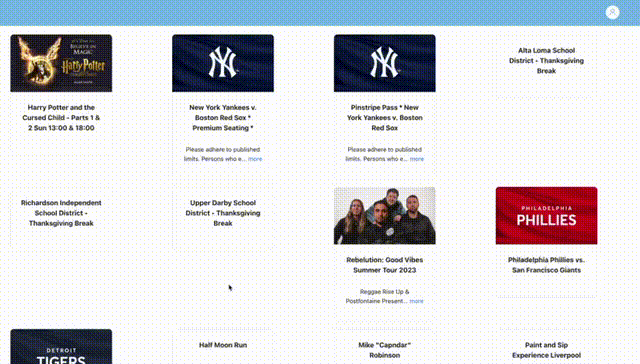 BELIEVE IN
MAGIC.
Harry Potter
Harry Potter and the
Cursed Child - Parts 1 &
2 Sun 13:00 & 18:00
New York Yankees v.
Boston Red Sox *
Premium Seating *
Please adhere to published
limits. Persons who e... more
Pinstripe Pass * New
York Yankees v. Boston
Red Sox
Please adhere to published
limits. Persons who e... more
Alta Loma School
District - Thanksgiving
Break
Richardson Independent
School District -
Thanksgiving Break
Upper Darby School
District - Thanksgiving
Break
Rebelution: Good Vibes
Summer Tour 2023
Reggae Rise Up &
Postfontaine Present... more
PHILADELPHIA
PHILLIES
Philadelphia Phillies vs.
San Francisco Giants
DETROIT
TIGERS
Half Moon Run
Mike "Capndar"
Robinson
Paint and Sip
Experience Liverpool